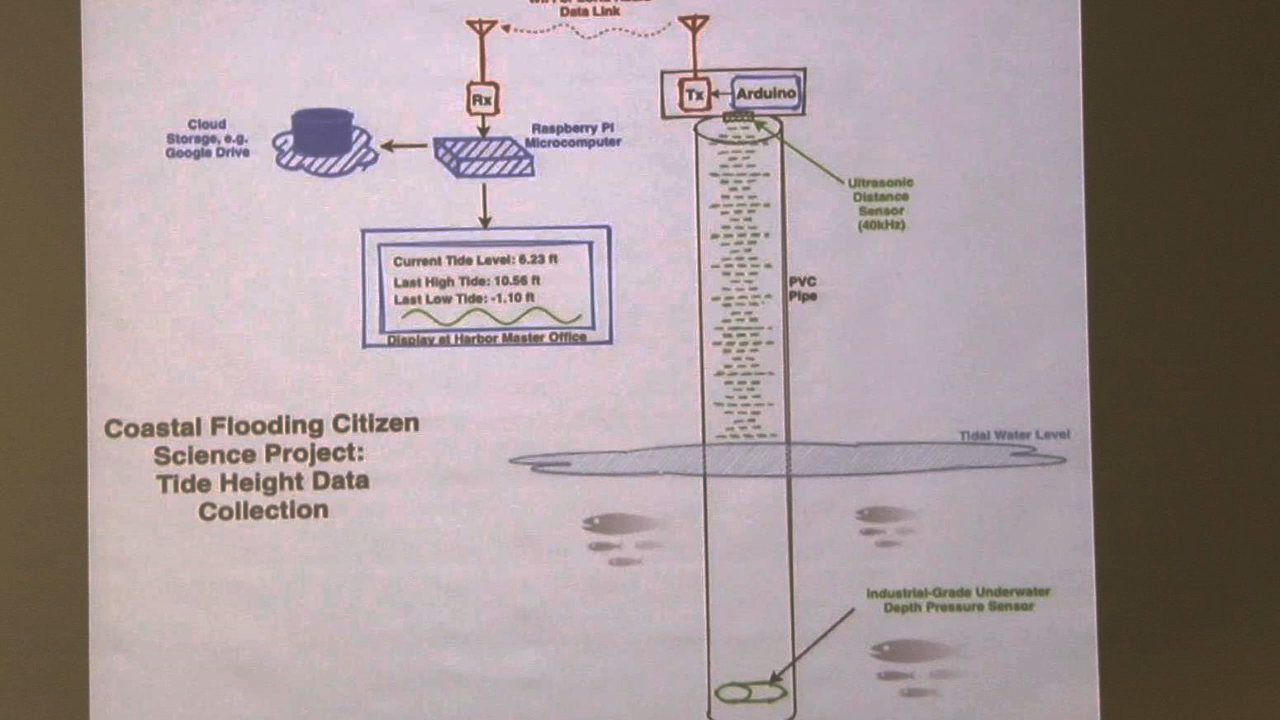 Data Link
Rx
Tx
Arduino
Cloud
Storage, e.g.
Google Drive
Raspberry Pi
Microcomputer
Ultrasonic
Distance
Sensor
(40kHz)
Current Tide Level: 6.23 ft
Last High Tide: 10.56 ft
Last Low Tide: -1.10 ft
Display at Harbor Master Office
PVC
Pipe
Coastal Flooding Citizen
Science Project:
Tide Height Data
Collection
Tidal Water Level
Industrial-Grade Underwater
Depth Pressure Sensor